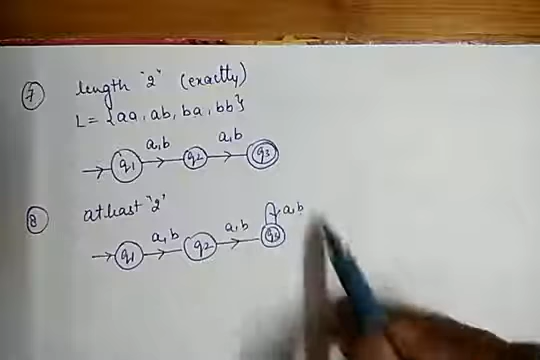 7 length "2" (exactly)
L = {aa, ab, ba, bb}
a,b a,b
q1 q2 q3
8 atleast "2"
a,b a,b a,b
q1 q2 q3